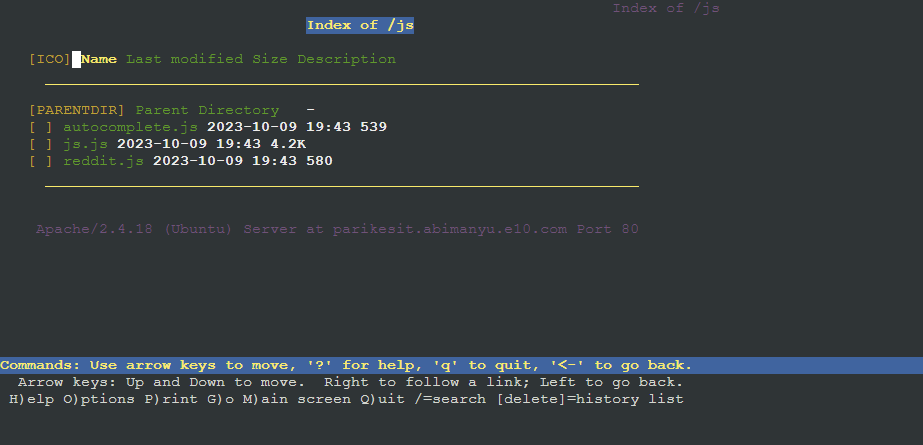 Index of /js
Index of /js
[ICO] Name Last modified Size Description
[PARENTDIR] Parent Directory -
[ ] autocomplete.js 2023-10-09 19:43 539
[ ] js.js 2023-10-09 19:43 4.2K
[ ] reddit.js 2023-10-09 19:43 580
Apache/2.4.18 (Ubuntu) Server at parikesit.abimanyu.e10.com Port 80
Commands: Use arrow keys to move, '?' for help, 'q' to quit, '<-' to go back.
Arrow keys: Up and Down to move. Right to follow a link; Left to go back.
H)elp O)ptions P)rint G)o M)ain screen Q)uit /=search [delete]=history list